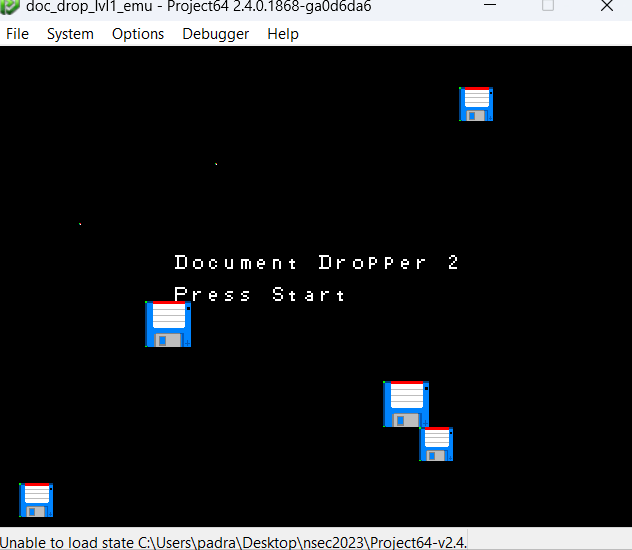 doc_drop_lvl1_emu - Project64 2.4.0.1868-ga0d6da6
File System Options Debugger Help
Document Dropper 2
Press Start
Unable to load state C:\Users\padra\Desktop\nsec2023\Project64-v2.4.